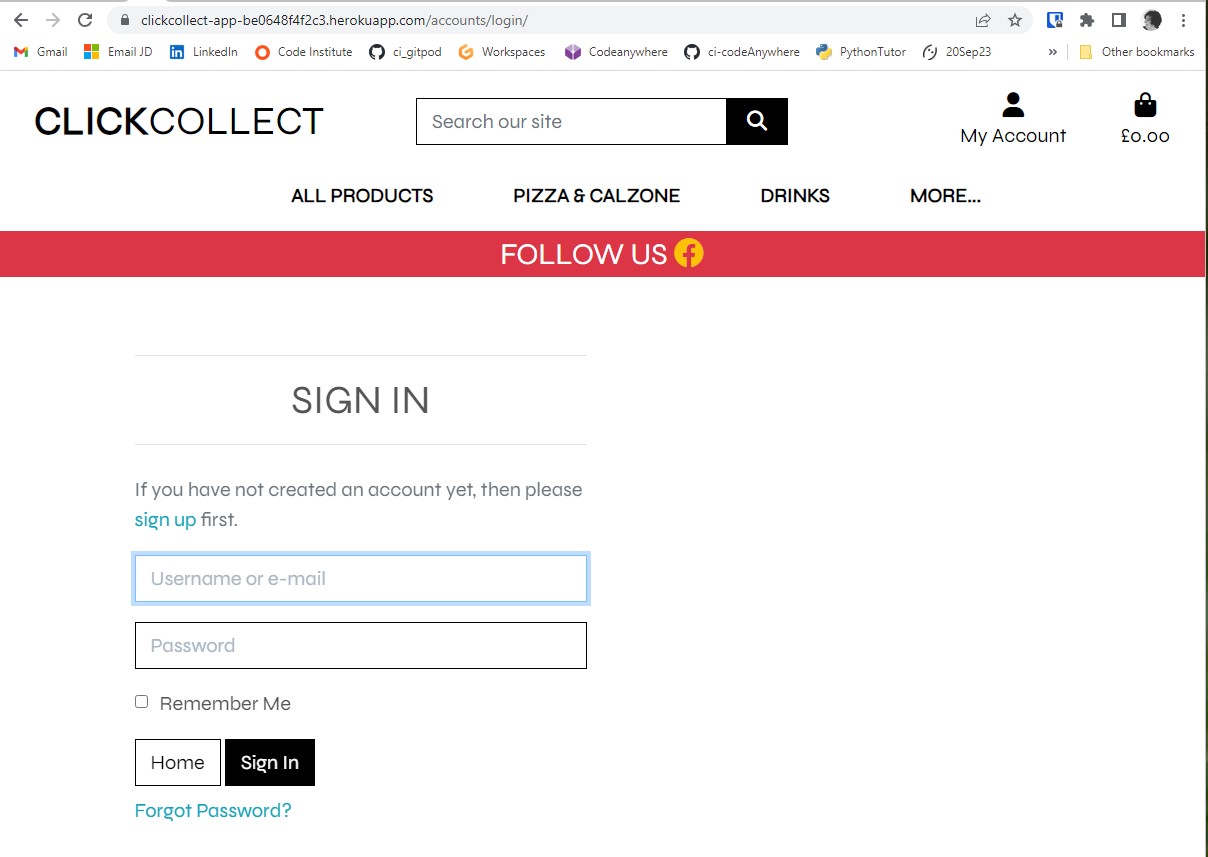 clickcollect-app-be0648f4f2c3.herokuapp.com/accounts/login/
Gmail Email JD LinkedIn Code Institute ci_gitpod Workspaces Codeanywhere ci-codeAnywhere PythonTutor 20Sep23 » Other bookmarks
CLICKCOLLECT
Search our site
My Account
£0.00
ALL PRODUCTS PIZZA & CALZONE DRINKS MORE...
FOLLOW US
SIGN IN
If you have not created an account yet, then please
sign up first.
Username or e-mail
Password
Remember Me
Home Sign In
Forgot Password?